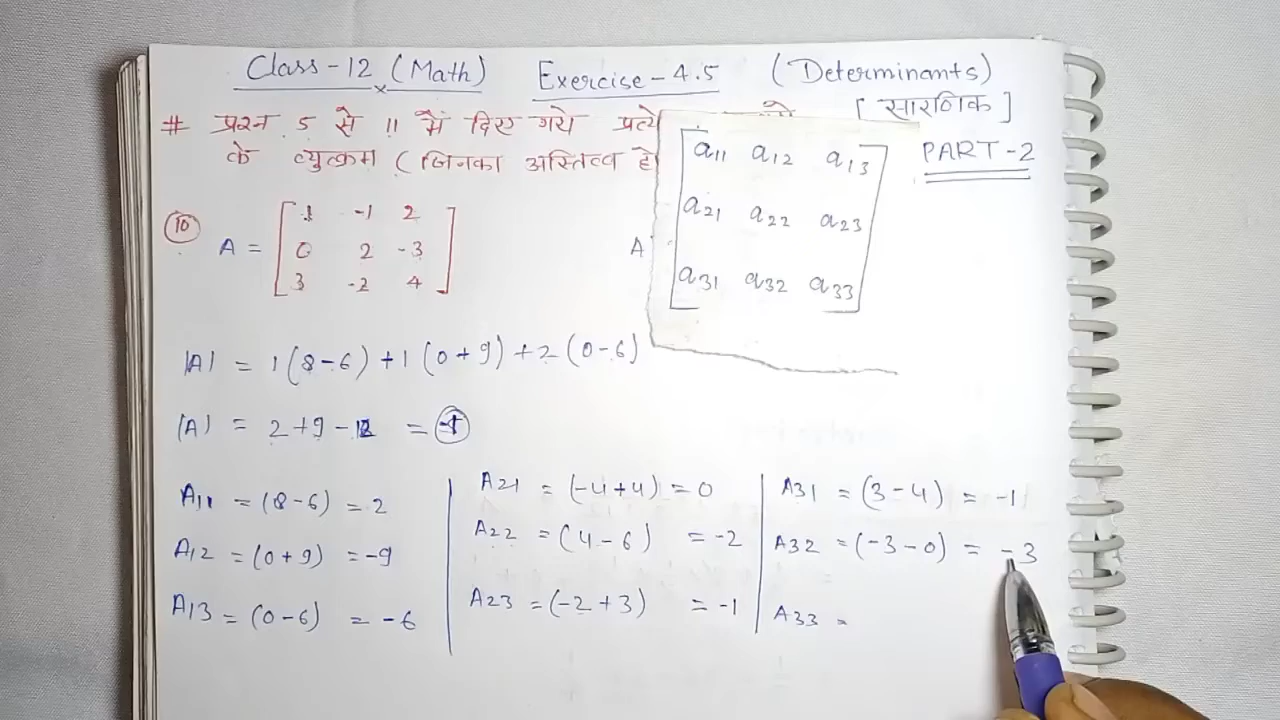 Class-12 (Math) Exercise-4.5 (Determinants)
[सारणिक]
# प्रश्न 5 से 11 में दिए गये
के व्युत्क्रम (जिनका अस्तित्व हो
PART-2
a11 a12 a13
a21 a22 a23
a31 a32 a33
10
A = [ 1 -1 2
0 2 -3
3 -2 4 ]
A
|A| = 1(8-6)+1(0+9)+2(0-6)
|A| = 2+9-12 = -1
A11 = (8-6) = 2
A12 = (0+9) = -9
A13 = (0-6) = -6
A21 = (-4+4) = 0
A22 = (4-6) = -2
A23 = (-2+3) = -1
A31 = (3-4) = -1
A32 = (-3-0) = -3
A33 =